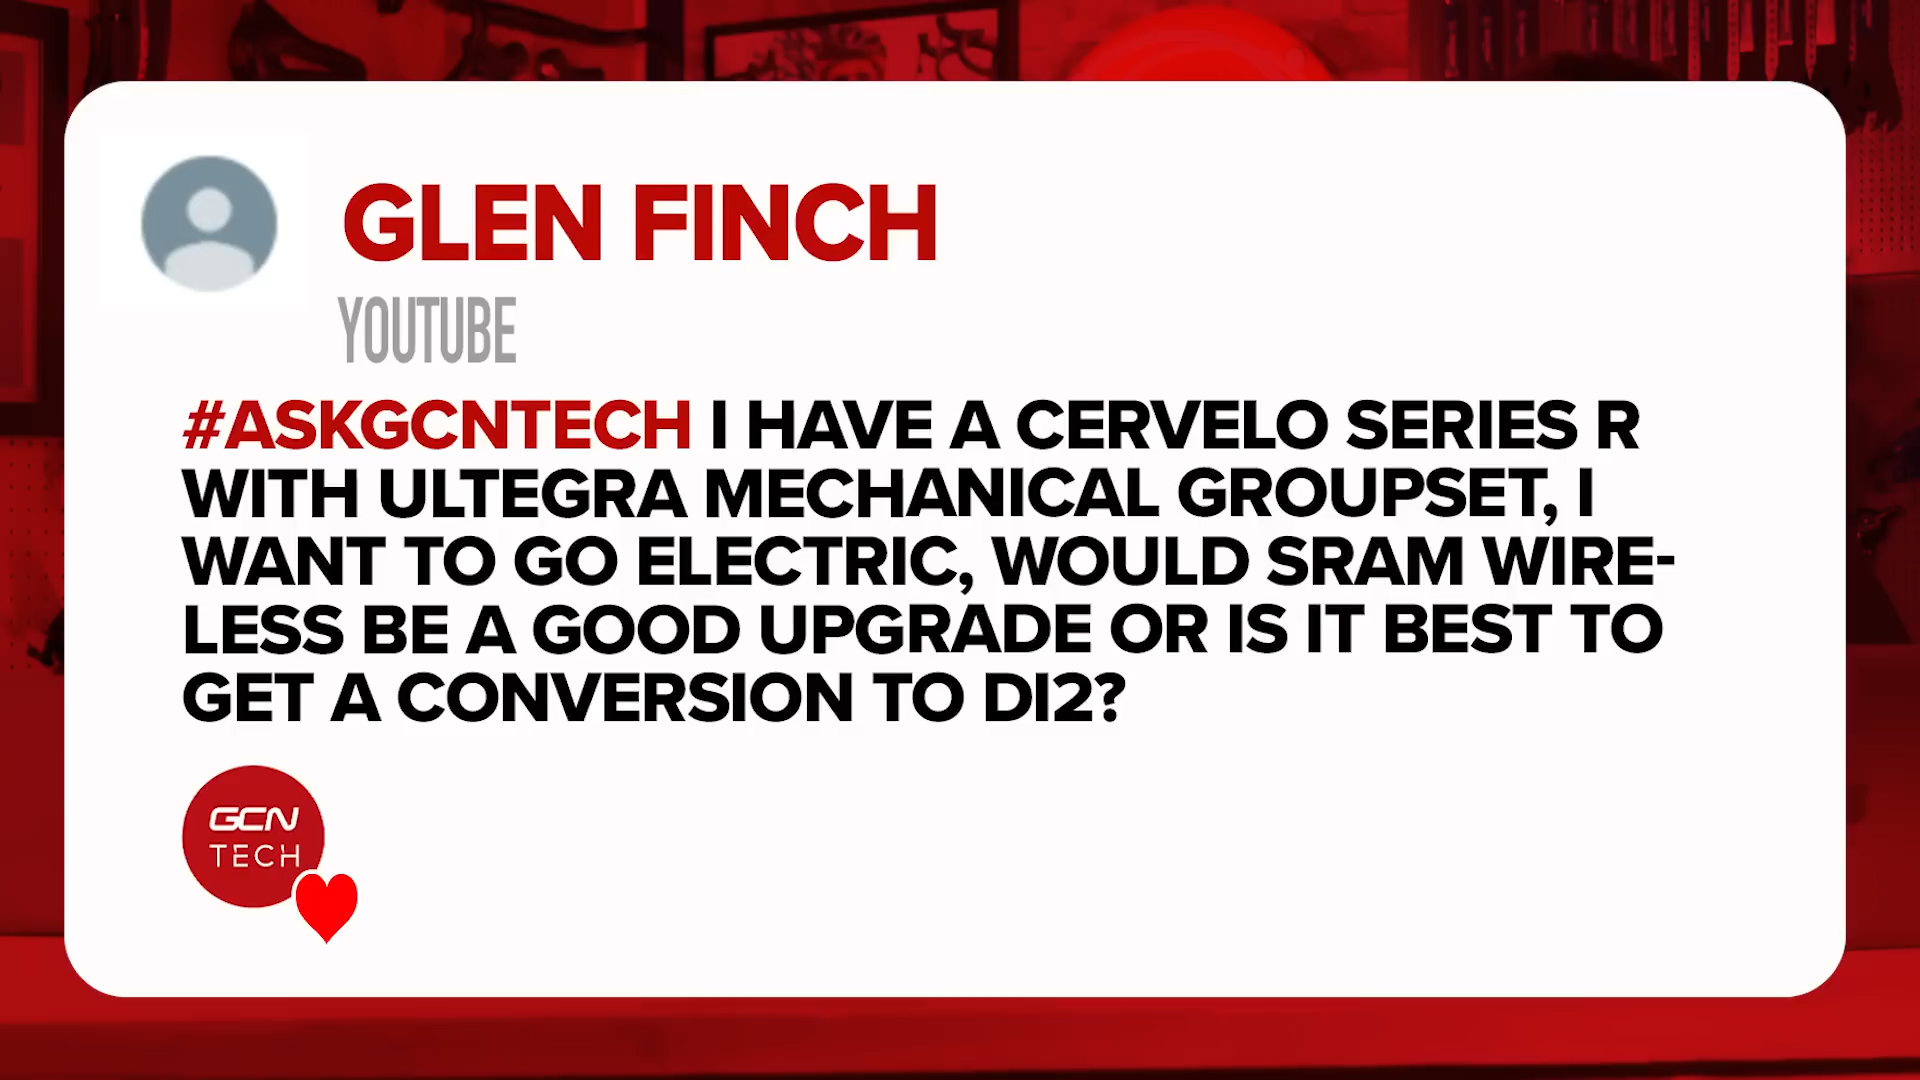 GLEN FINCH
YOUTUBE
#ASKGCNTECH I HAVE A CERVELO SERIES R
WITH ULTEGRA MECHANICAL GROUPSET, I
WANT TO GO ELECTRIC, WOULD SRAM WIRE-
LESS BE A GOOD UPGRADE OR IS IT BEST TO
GET A CONVERSION TO DI2?
GCN
TECH